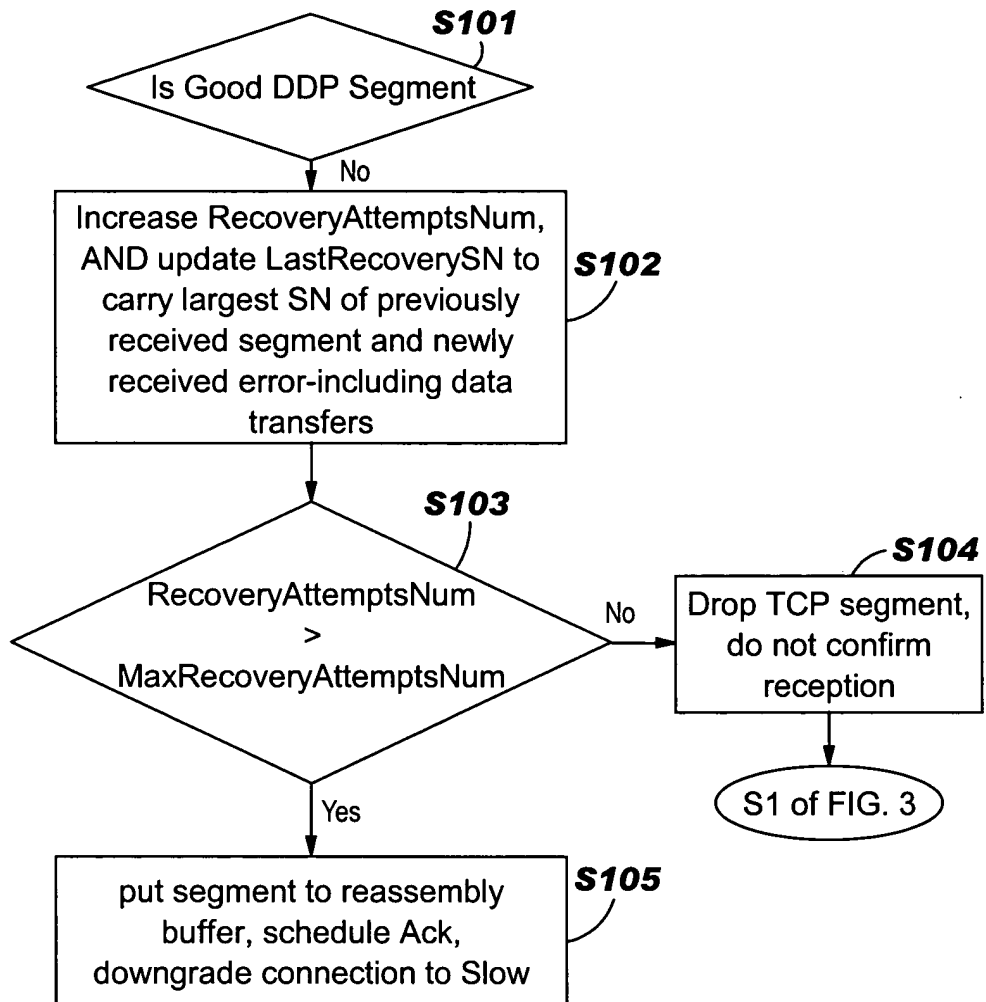 S101
Is Good DDP Segment
No
Increase RecoveryAttemptsNum,
AND update LastRecoverySN to
carry largest SN of previously
received segment and newly
received error-including data
transfers
S102
S103
RecoveryAttemptsNum
>
MaxRecoveryAttemptsNum
No
S104
Drop TCP segment,
do not confirm
reception
S1 of FIG. 3
Yes
S105
put segment to reassembly
buffer, schedule Ack,
downgrade connection to Slow